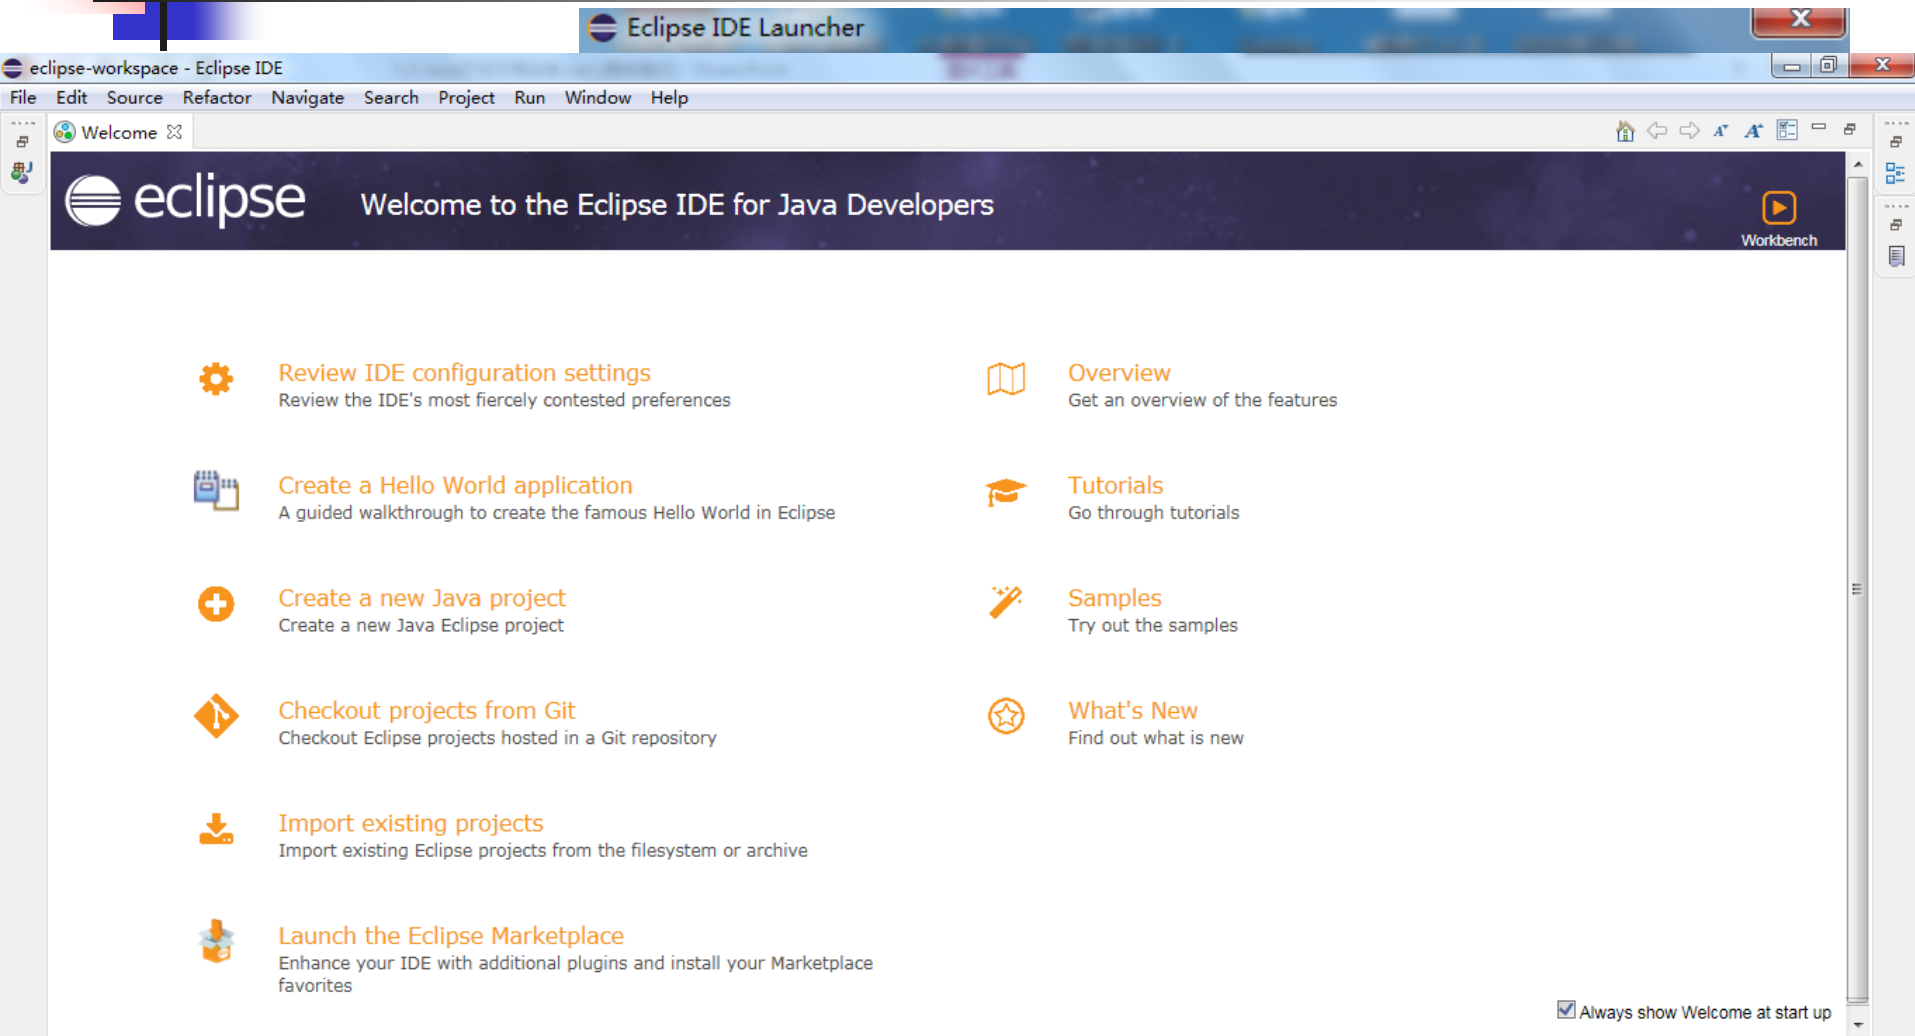 Eclipse IDE Launcher
eclipse-workspace - Eclipse IDE
File Edit Source Refactor Navigate Search Project Run Window Help
Welcome
eclipse
Welcome to the Eclipse IDE for Java Developers
Workbench
Review IDE configuration settings
Review the IDE's most fiercely contested preferences
Overview
Get an overview of the features
Create a Hello World application
A guided walkthrough to create the famous Hello World in Eclipse
Tutorials
Go through tutorials
Create a new Java project
Create a new Java Eclipse project
Samples
Try out the samples
Checkout projects from Git
Checkout Eclipse projects hosted in a Git repository
What's New
Find out what is new
Import existing projects
Import existing Eclipse projects from the filesystem or archive
Launch the Eclipse Marketplace
Enhance your IDE with additional plugins and install your Marketplace
favorites
Always show Welcome at start up